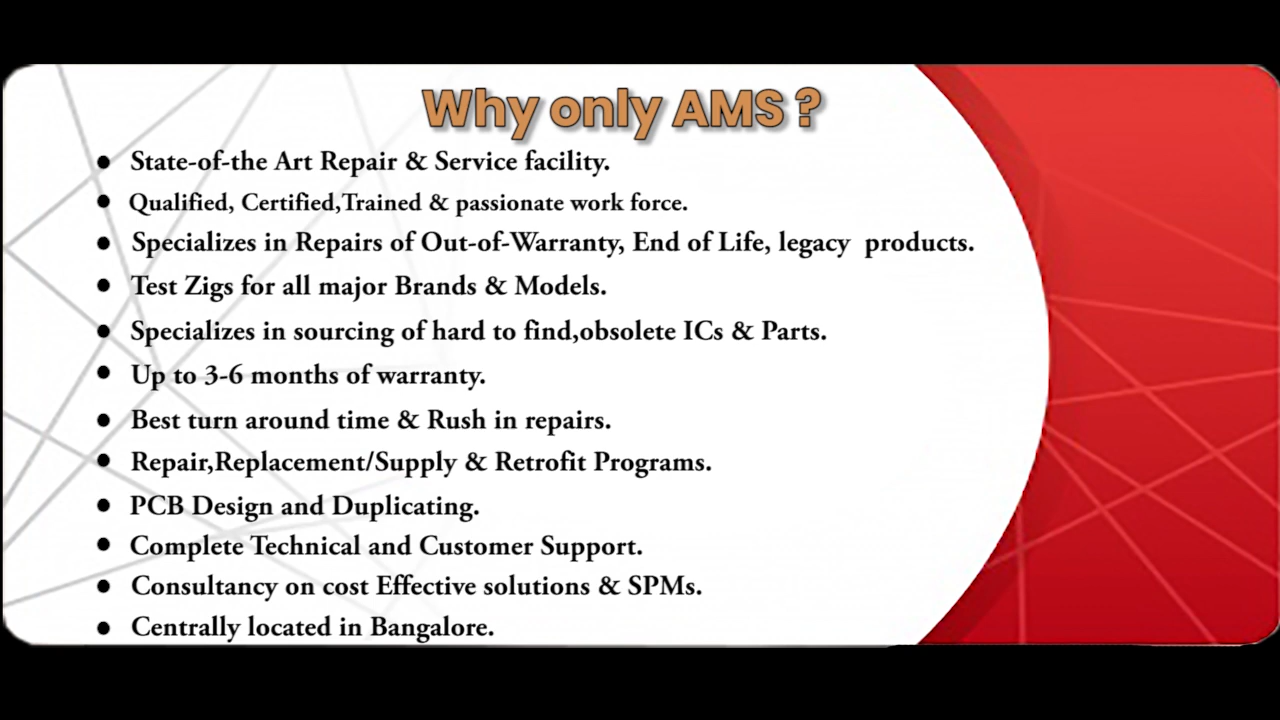 Why only AMS ?
• State-of-the Art Repair & Service facility.
• Qualified, Certified,Trained & passionate work force.
• Specializes in Repairs of Out-of-Warranty, End of Life, legacy  products.
• Test Zigs for all major Brands & Models.
• Specializes in sourcing of hard to find,obsolete ICs & Parts.
• Up to 3-6 months of warranty.
• Best turn around time & Rush in repairs.
• Repair,Replacement/Supply & Retrofit Programs.
• PCB Design and Duplicating.
• Complete Technical and Customer Support.
• Consultancy on cost Effective solutions & SPMs.
• Centrally located in Bangalore.